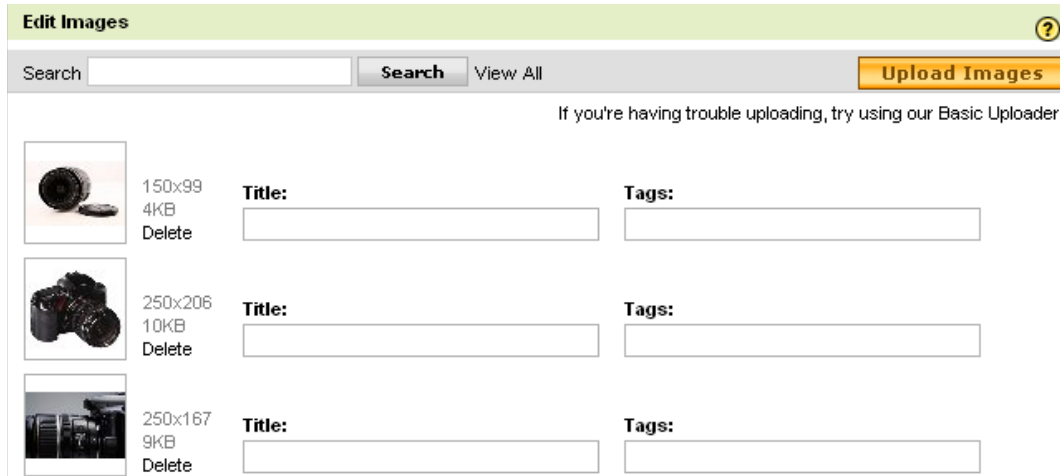 Edit Images
?
Search Search View All Upload Images
If you're having trouble uploading, try using our Basic Uploader
150x99
4KB
Delete
Title: Tags:
250x206
10KB
Delete
Title: Tags:
250x167
9KB
Delete
Title: Tags: